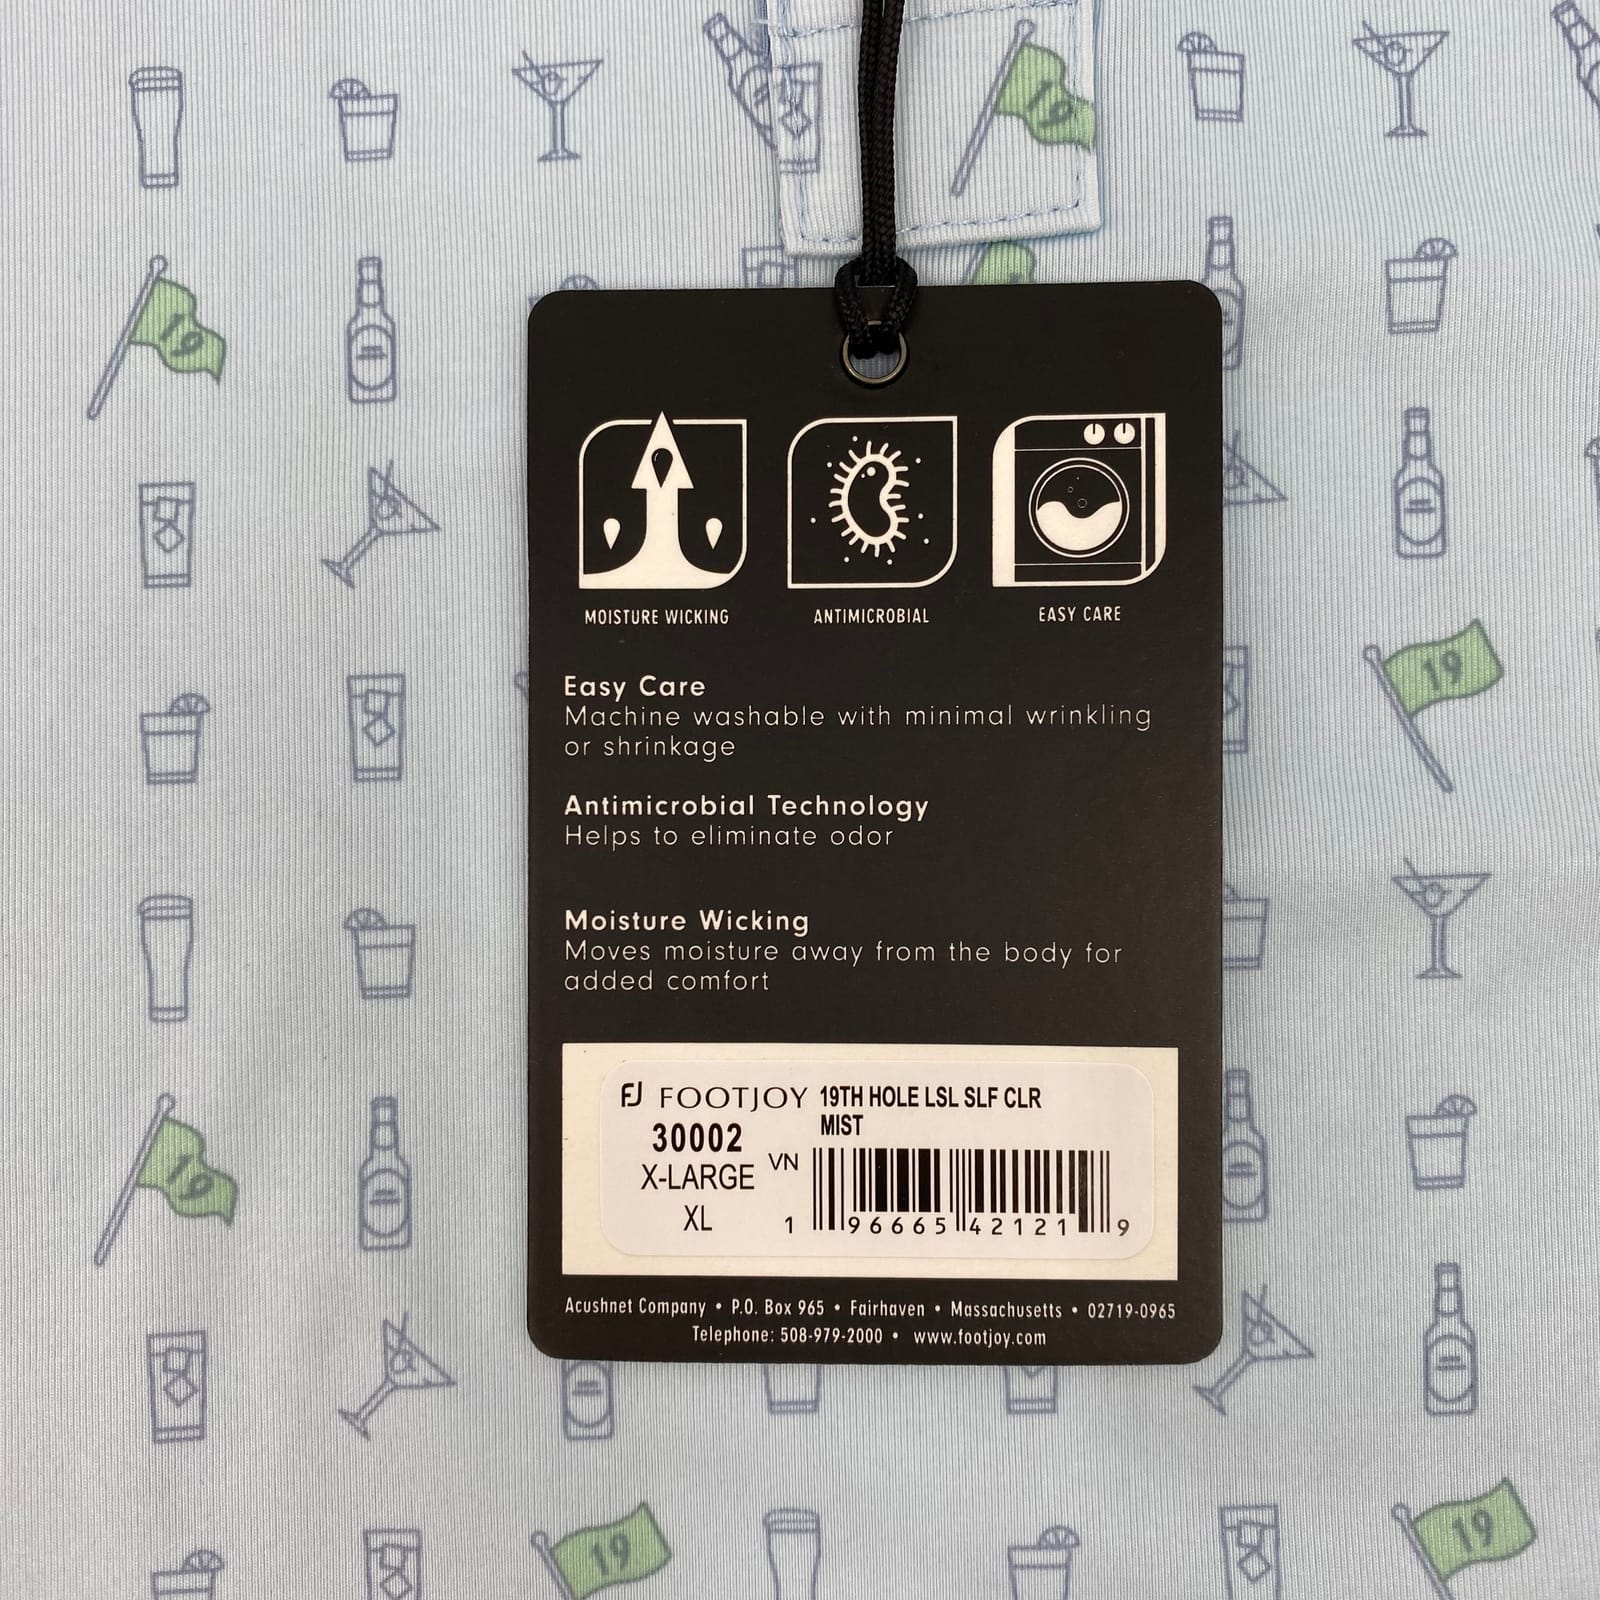 19
19
MOISTURE WICKING
ANTIMICROBIAL
EASY CARE
Easy Care
Machine washable with minimal wrinkling
or shrinkage
19
Antimicrobial Technology
Helps to eliminate odor
Moisture Wicking
Moves moisture away from the body for
added comfort
FJ FOOTJOY 19TH HOLE LSL SLF CLR
MIST
30002
X-LARGE VN
XL
1 96665 42121 9
19
Acushnet Company • P.O. Box 965 • Fairhaven • Massachusetts • 02719-0965
Telephone: 508-979-2000 • www.footjoy.com
19
19